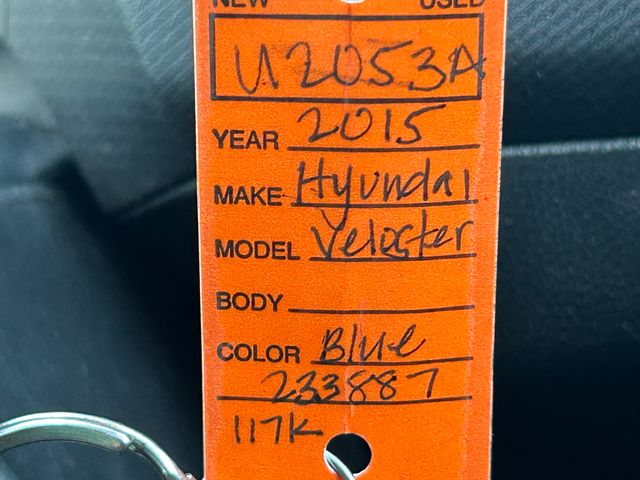 NEW USED
U2053A
YEAR 2015
MAKE Hyundai
MODEL Veloster
BODY
COLOR Blue
233887
117K